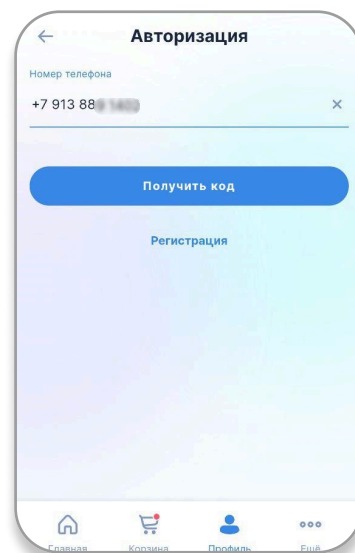 Авторизация
Номер телефона
+7 913 88
Получить код
Регистрация
Главная
Корзина
Профиль
Ещё